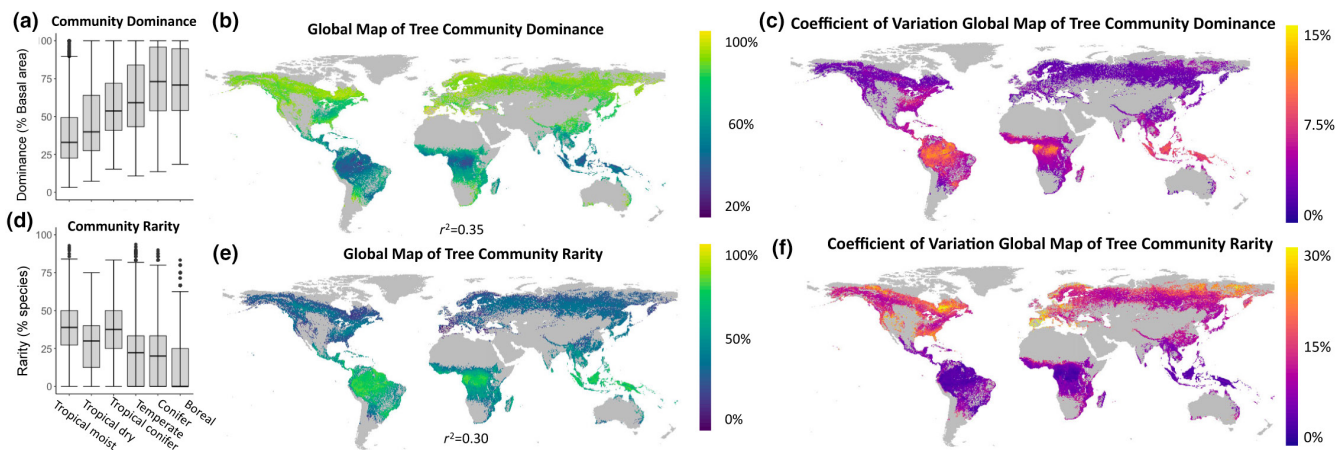 (a) Community Dominance
Dominance (% Basal area)
100
75
50
25
0
(b) Global Map of Tree Community Dominance
100%
60%
20%
r²=0.35
(c) Coefficient of Variation Global Map of Tree Community Dominance
15%
7.5%
0%
(d) Community Rarity
Rarity (% species)
100
75
50
25
0
Tropical moist
Tropical dry
Tropical conifer
Temperate
Conifer
Boreal
(e) Global Map of Tree Community Rarity
100%
50%
0%
r²=0.30
(f) Coefficient of Variation Global Map of Tree Community Rarity
30%
15%
0%